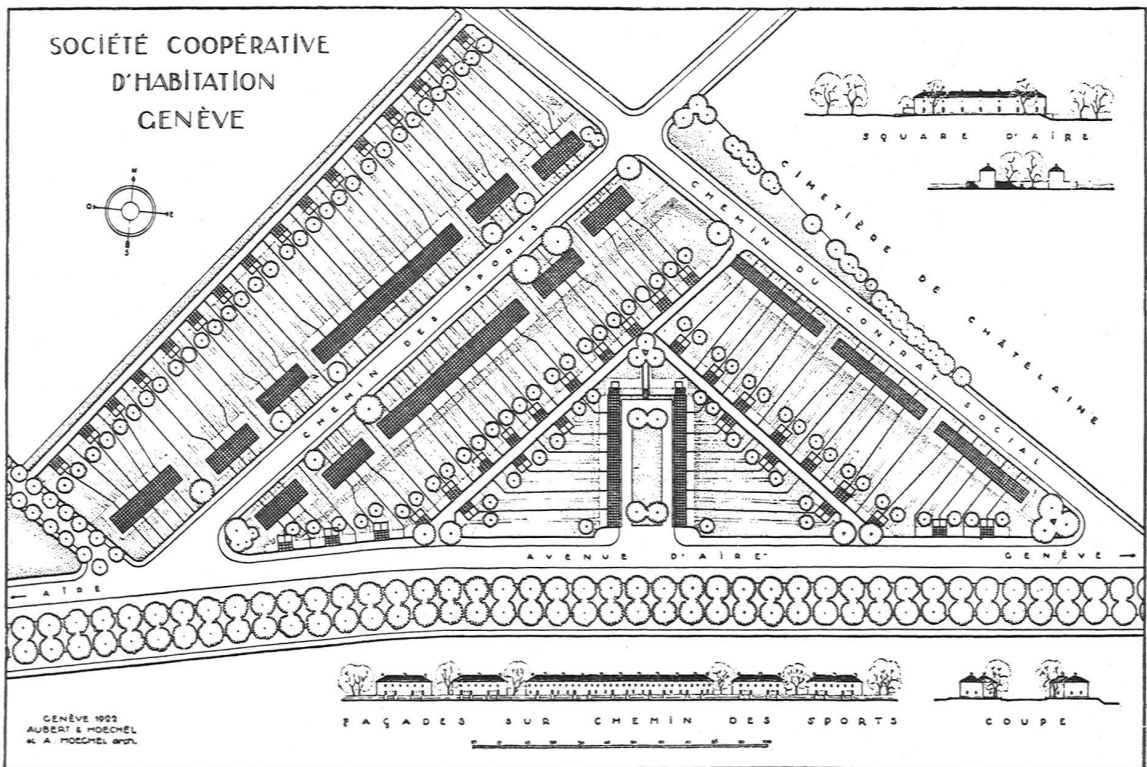 SOCIÉTÉ COOPÉRATIVE
D'HABITATION
GENÈVE
N
O
E
S
SQUARE D'AÏRE
CIMETIÈRE DE CHÂTELAINE
CHEMIN DU CONTRAT SOCIAL
CHEMIN DES SPORTS
AVENUE D'AÏRE
GENÈVE →
← AÏRE
FAÇADES SUR CHEMIN DES SPORTS
COUPE
GENÈVE 1922
AUBERT & HOECHEL
et A. HOECHEL arch.